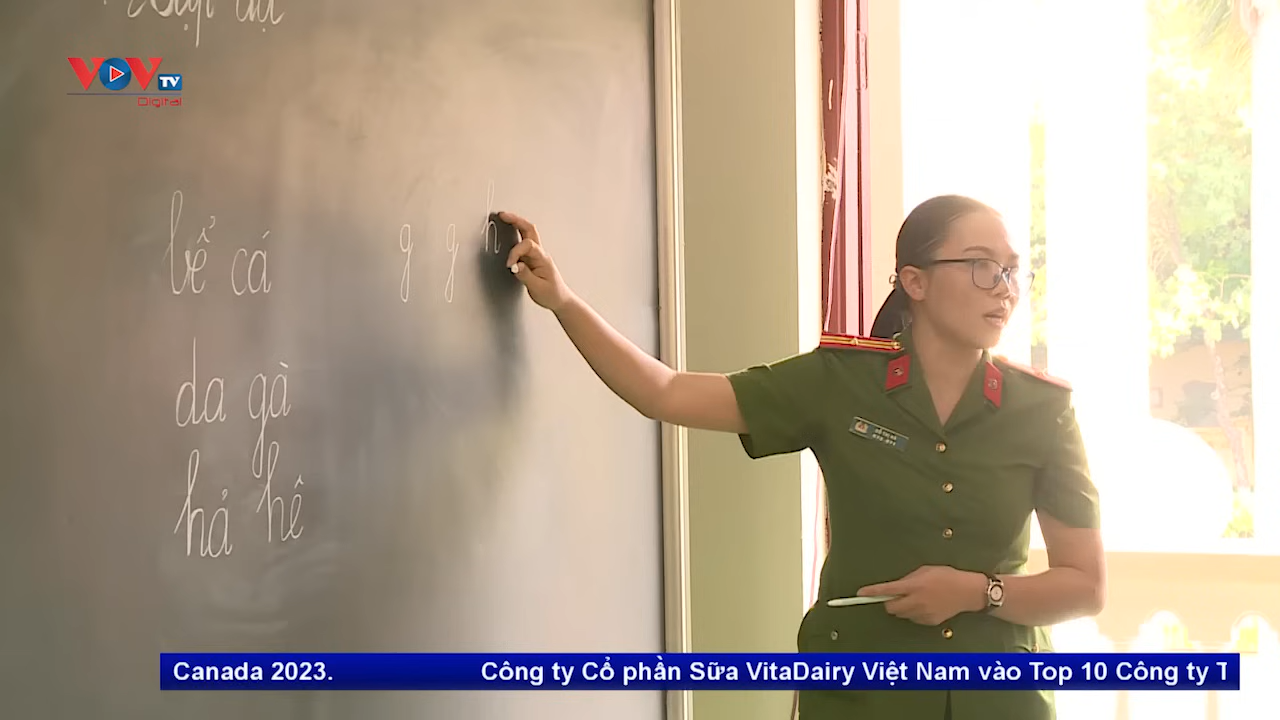 VOV TV
Digital
bể cá
g g h
da gà
hả hê
Canada 2023. Công ty Cổ phần Sữa VitaDairy Việt Nam vào Top 10 Công ty T